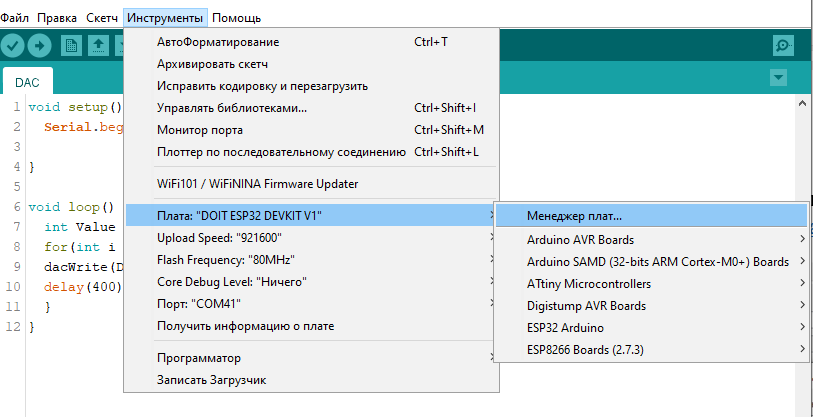 Файл Правка Скетч Инструменты Помощь
DAC
1 void setup()
2 Serial.beg
3
4 }
5
6 void loop()
7 int Value
8 for(int i
9 dacWrite(D
10 delay(400)
11 }
12 }
АвтоФорматирование Ctrl+T
Архивировать скетч
Исправить кодировку и перезагрузить
Управлять библиотеками... Ctrl+Shift+I
Монитор порта Ctrl+Shift+M
Плоттер по последовательному соединению Ctrl+Shift+L
WiFi101 / WiFiNINA Firmware Updater
Плата: "DOIT ESP32 DEVKIT V1"
Upload Speed: "921600"
Flash Frequency: "80MHz"
Core Debug Level: "Ничего"
Порт: "COM41"
Получить информацию о плате
Программатор
Записать Загрузчик
Менеджер плат...
Arduino AVR Boards
Arduino SAMD (32-bits ARM Cortex-M0+) Boards
ATtiny Microcontrollers
Digistump AVR Boards
ESP32 Arduino
ESP8266 Boards (2.7.3)